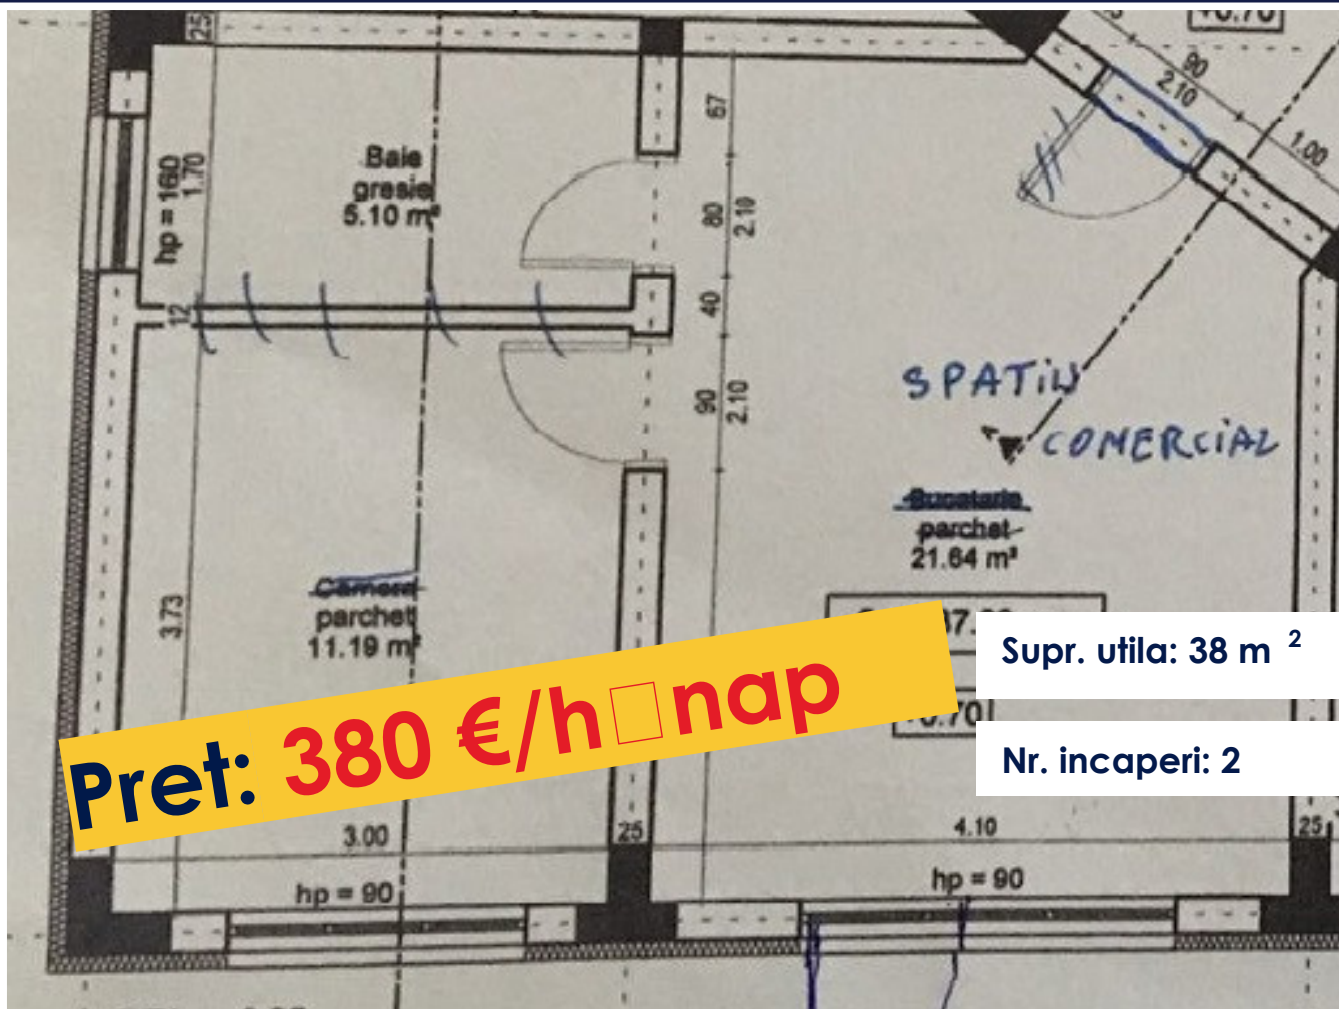 25
90
2.10
1.00
67
Baie
gresie
5.10 m²
hp = 160
1.70
80
2.10
12
40
90
2.10
SPATiU
COMERCiAL
Bucatarie
parchet
21.64 m²
Camera
parchet
11.19 m²
3.73
Supr. utila: 38 m 2
Pret: 380 €/h□nap
Nr. incaperi: 2
3.00
25
4.10
25
hp = 90
hp = 90